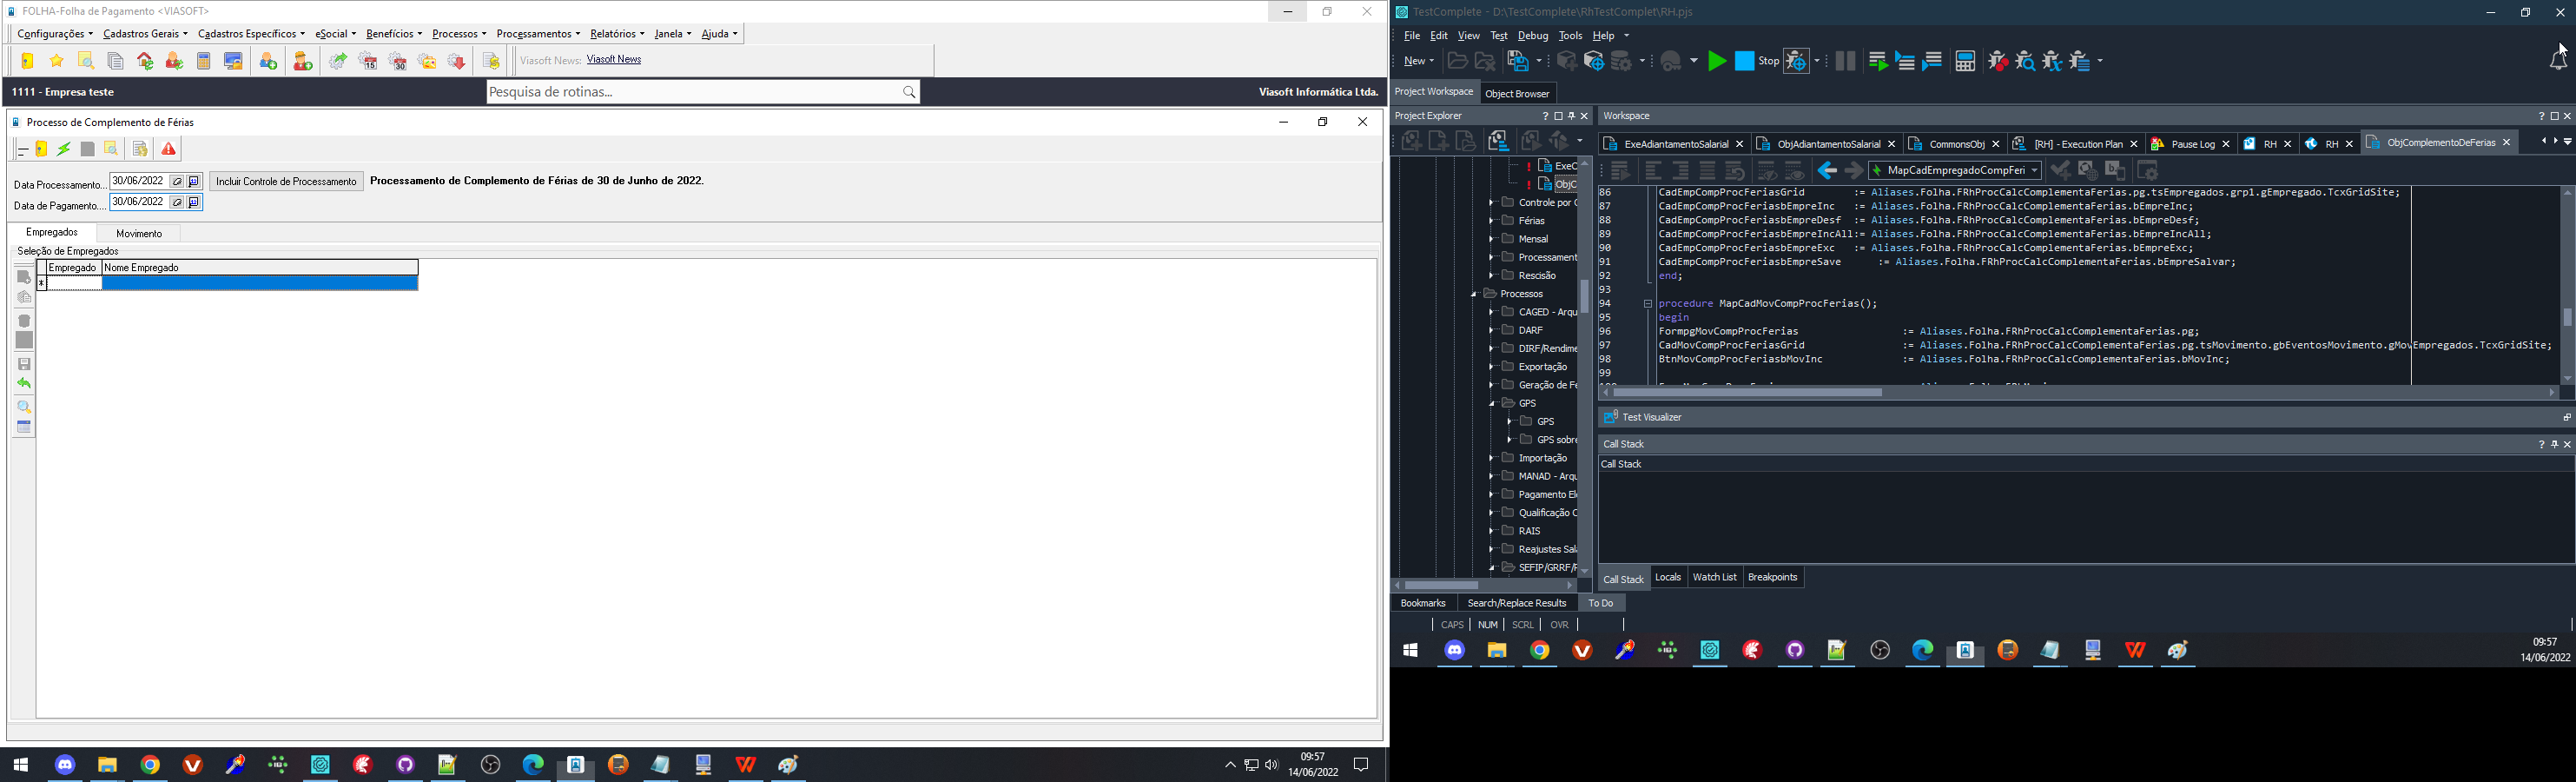 FOLHA-Folha de Pagamento <VIASOFT>
Configurações Cadastros Gerais Cadastros Específicos eSocial Benefícios Processos Processamentos Relatórios Janela Ajuda
Viasoft News: Viasoft News
1111 - Empresa teste
Pesquisa de rotinas...
Viasoft Informática Ltda.
Processo de Complemento de Férias
Data Processamento... 30/06/2022
Incluir Controle de Processamento
Processamento de Complemento de Férias de 30 de Junho de 2022.
Data de Pagamento.... 30/06/2022
Empregados Movimento
Seleção de Empregados
Empregado Nome Empregado
*
09:57
14/06/2022
TestComplete - D:\TestComplete\RhTestComplet\RH.pjs
File Edit View Test Debug Tools Help
New
Stop
Project Workspace Object Browser
Project Explorer
Workspace
ExeAdiantamentoSalarial ObjAdiantamentoSalarial CommonsObj [RH] - Execution Plan Pause Log RH RH ObjComplementoDeFerias
MapCadEmpregadoCompFeri
ExeC
ObjC
Controle por C
Férias
Mensal
Processament
Rescisão
Processos
CAGED - Arqu
DARF
DIRF/Rendime
Exportação
Geração de Fe
GPS
GPS
GPS sobre
Importação
MANAD - Arqu
Pagamento Ele
Qualificação C
RAIS
Reajustes Sala
SEFIP/GRRF/F
86 CadEmpCompProcFeriasGrid := Aliases.Folha.FRhProcCalcComplementaFerias.pg.tsEmpregados.grp1.gEmpregado.TcxGridSite;
87 CadEmpCompProcFeriasbEmpreInc := Aliases.Folha.FRhProcCalcComplementaFerias.bEmpreInc;
88 CadEmpCompProcFeriasbEmpreDesf := Aliases.Folha.FRhProcCalcComplementaFerias.bEmpreDesf;
89 CadEmpCompProcFeriasbEmpreIncAll:= Aliases.Folha.FRhProcCalcComplementaFerias.bEmpreIncAll;
90 CadEmpCompProcFeriasbEmpreExc := Aliases.Folha.FRhProcCalcComplementaFerias.bEmpreExc;
91 CadEmpCompProcFeriasbEmpreSave := Aliases.Folha.FRhProcCalcComplementaFerias.bEmpreSalvar;
92 end;
93
94 procedure MapCadMovCompProcFerias();
95 begin
96 FormpgMovCompProcFerias := Aliases.Folha.FRhProcCalcComplementaFerias.pg;
97 CadMovCompProcFeriasGrid := Aliases.Folha.FRhProcCalcComplementaFerias.pg.tsMovimento.gbEventosMovimento.gMovEmpregados.TcxGridSite;
98 BtnMovCompProcFeriasbMovInc := Aliases.Folha.FRhProcCalcComplementaFerias.bMovInc;
99
Test Visualizer
Call Stack
Call Stack
Call Stack Locals Watch List Breakpoints
Bookmarks Search/Replace Results To Do
CAPS NUM SCRL OVR
09:57
14/06/2022